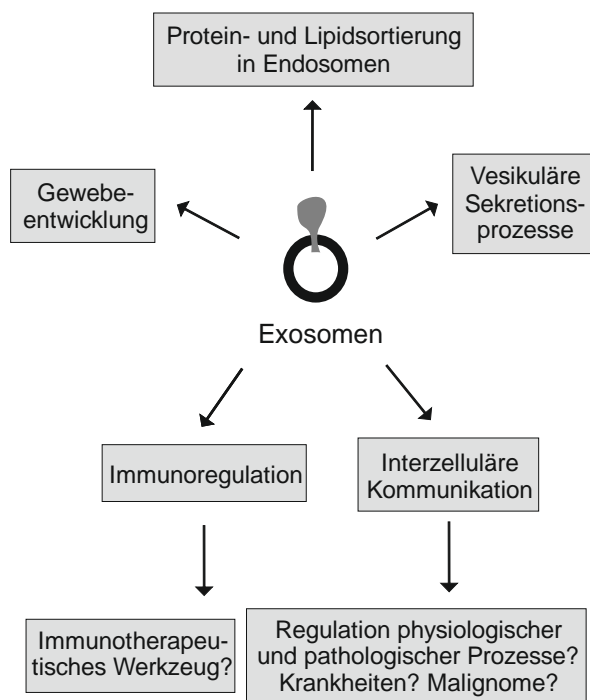 Protein- und Lipidsortierung
in Endosomen
Gewebe-
entwicklung
Vesikuläre
Sekretions-
prozesse
Exosomen
Immunoregulation
Interzelluläre
Kommunikation
Immunotherapeu-
tisches Werkzeug?
Regulation physiologischer
und pathologischer Prozesse?
Krankheiten? Malignome?